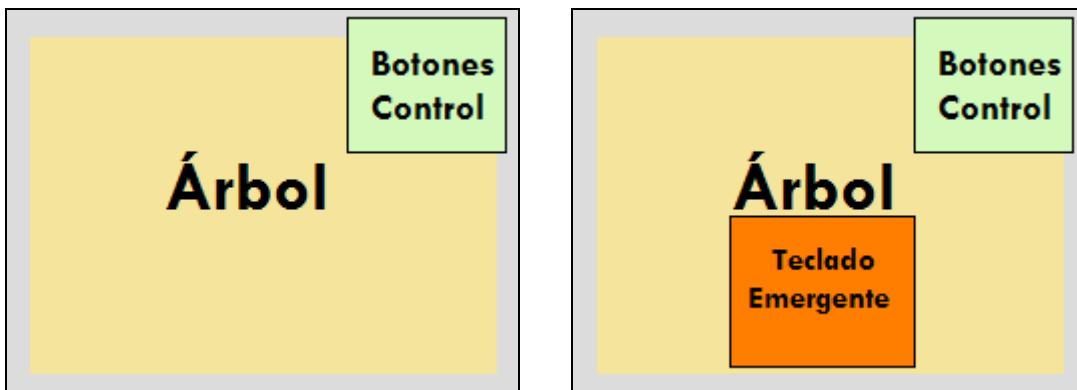 Botones
Control
Árbol
Botones
Control
Árbol
Teclado
Emergente